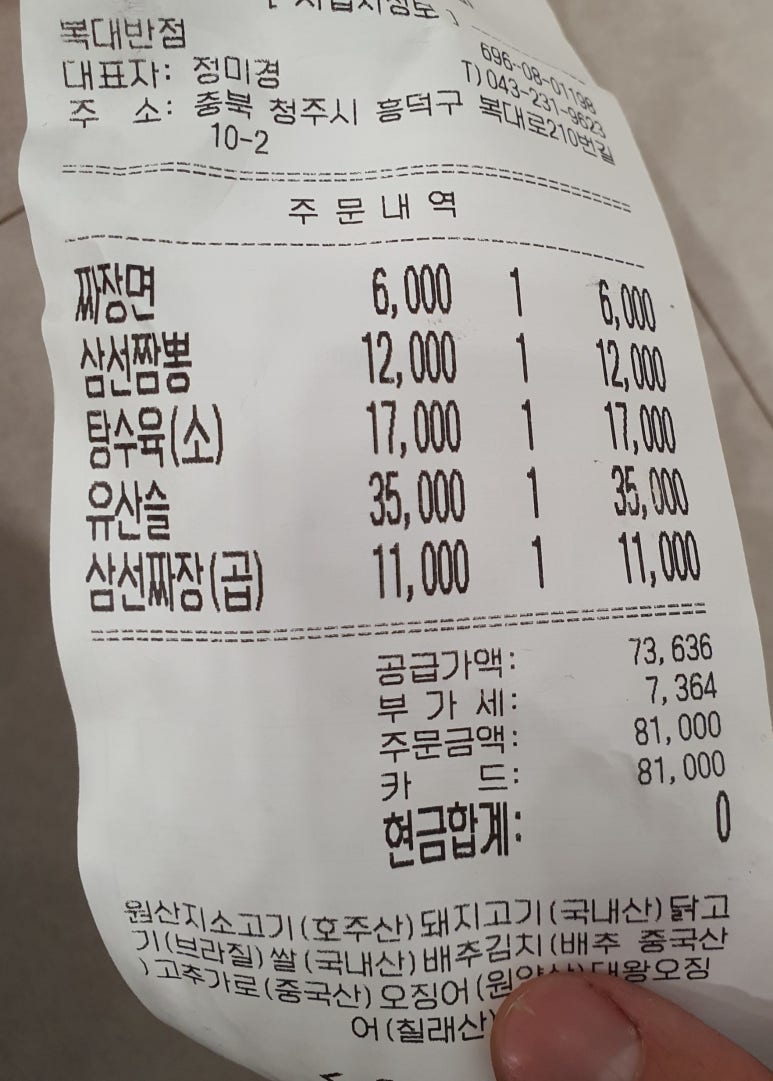 복대반점 696-08-01198
대표자: 정미경 T)043-231-9623
주 소: 충북 청주시 흥덕구 복대로210번길
10-2
주 문 내 역
짜장면 6,000 1 6,000
삼선짬뽕 12,000 1 12,000
탕수육(소) 17,000 1 17,000
유산슬 35,000 1 35,000
삼선짜장(곱) 11,000 1 11,000
공급가액: 73,636
부 가 세: 7,364
주문금액: 81,000
카 드: 81,000
현금합계: 0
원산지소고기(호주산)돼지고기(국내산)닭고
기(브라질)쌀(국내산)배추김치(배추 중국산
)고추가로(중국산)오징어(원양산)대왕오징
어(칠래산)